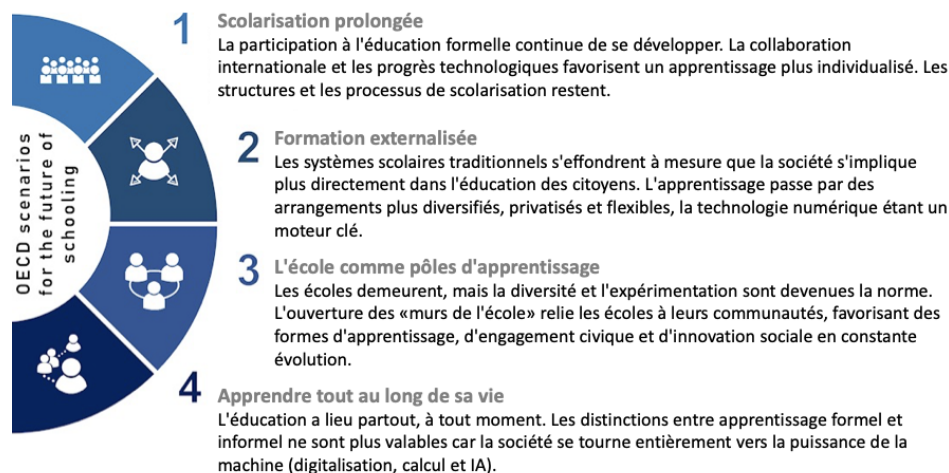 OECD scenarios
for the future of
schooling
1
Scolarisation prolongée
La participation à l'éducation formelle continue de se développer. La collaboration
internationale et les progrès technologiques favorisent un apprentissage plus individualisé. Les
structures et les processus de scolarisation restent.
2
Formation externalisée
Les systèmes scolaires traditionnels s'effondrent à mesure que la société s'implique
plus directement dans l'éducation des citoyens. L'apprentissage passe par des
arrangements plus diversifiés, privatisés et flexibles, la technologie numérique étant un
moteur clé.
3
L'école comme pôles d'apprentissage
Les écoles demeurent, mais la diversité et l'expérimentation sont devenues la norme.
L'ouverture des «murs de l'école» relie les écoles à leurs communautés, favorisant des
formes d'apprentissage, d'engagement civique et d'innovation sociale en constante
évolution.
4
Apprendre tout au long de sa vie
L'éducation a lieu partout, à tout moment. Les distinctions entre apprentissage formel et
informel ne sont plus valables car la société se tourne entièrement vers la puissance de la
machine (digitalisation, calcul et IA).